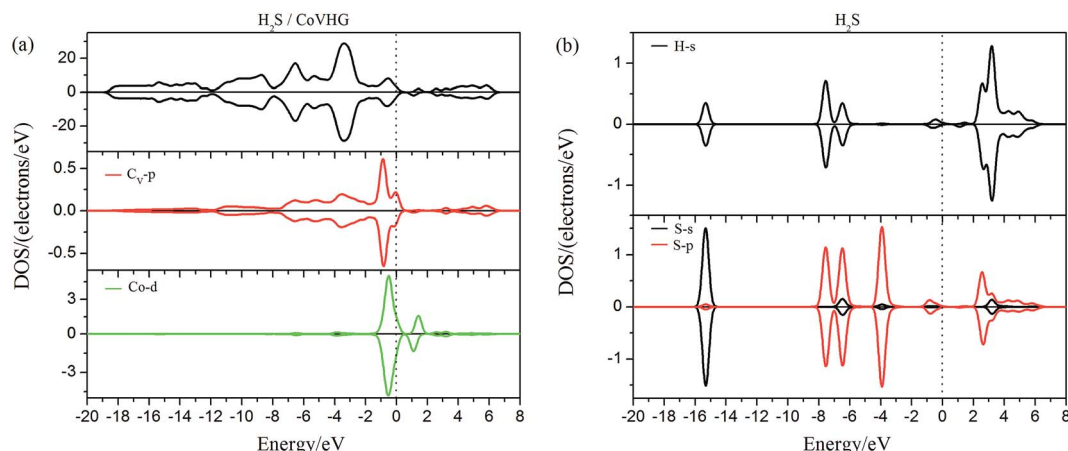 (a)
H₂S / CoVHG
20
0
-20
Cᵥ-p
0.5
0.0
-0.5
Co-d
3
0
-3
-20 -18 -16 -14 -12 -10 -8 -6 -4 -2 0 2 4 6 8
DOS/(electrons/eV)
Energy/eV
(b)
H₂S
H-s
1
0
-1
S-s
S-p
1
0
-1
-16 -14 -12 -10 -8 -6 -4 -2 0 2 4 6 8
DOS/(electrons/eV)
Energy/eV